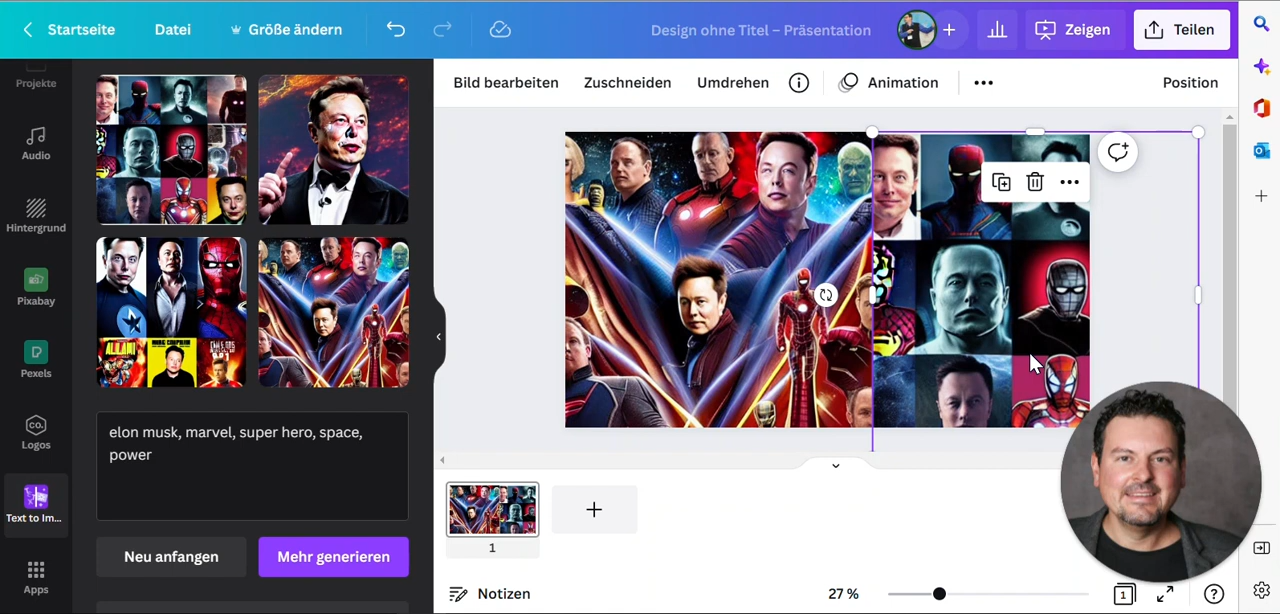 Startseite
Datei
Größe ändern
Design ohne Titel – Präsentation
Zeigen
Teilen
Projekte
Audio
Hintergrund
Pixabay
Pexels
CO.
Logos
Text to Im...
Apps
elon musk, marvel, super hero, space,
power
Neu anfangen
Mehr generieren
Bild bearbeiten
Zuschneiden
Umdrehen
Animation
Position
1
Notizen
27 %
1